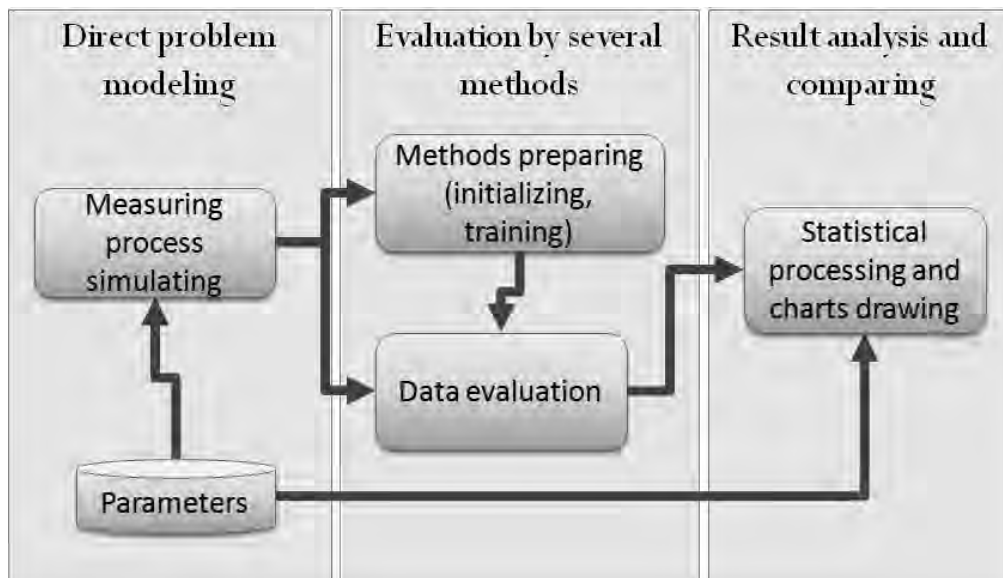 Direct problem
modeling
Evaluation by several
methods
Result analysis and
comparing
Measuring
process
simulating
Parameters
Methods preparing
(initializing,
training)
Data evaluation
Statistical
processing and
charts drawing